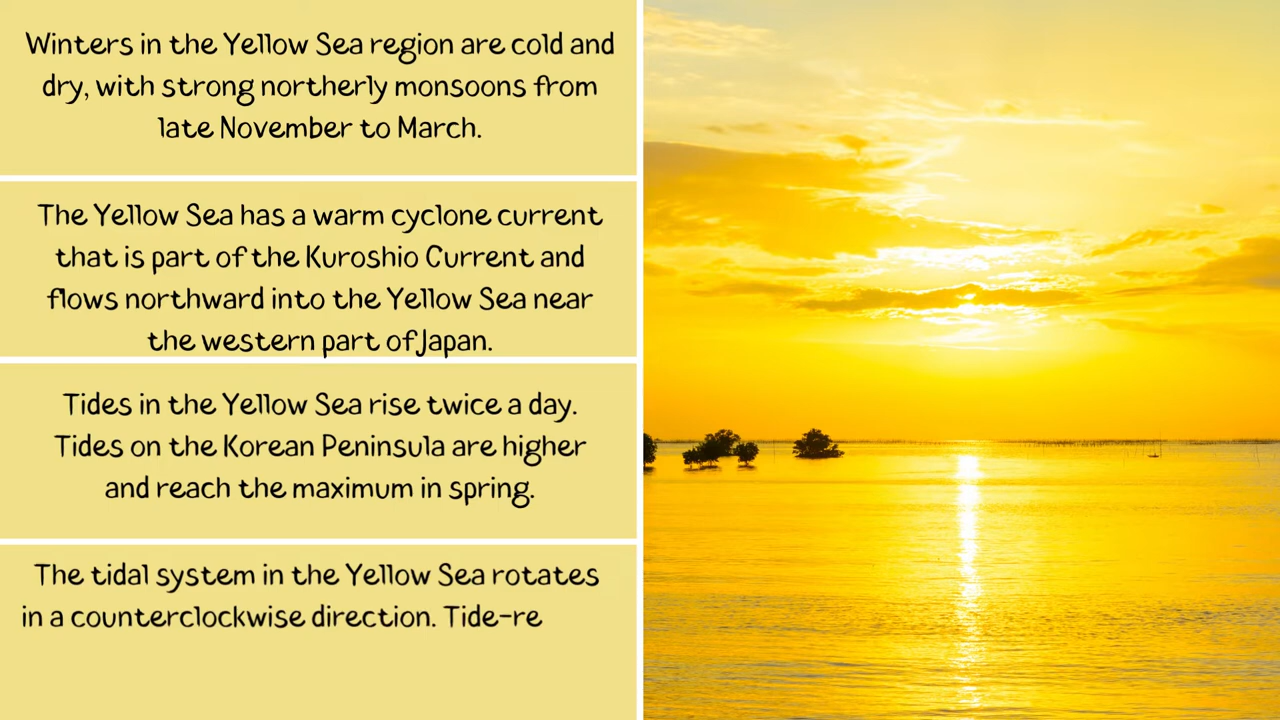 Winters in the Yellow Sea region are cold and
dry, with strong northerly monsoons from
late November to March.
The Yellow Sea has a warm cyclone current
that is part of the Kuroshio Current and
flows northward into the Yellow Sea near
the western part of Japan.
Tides in the Yellow Sea rise twice a day.
Tides on the Korean Peninsula are higher
and reach the maximum in spring.
The tidal system in the Yellow Sea rotates
in a counterclockwise direction. Tide-re